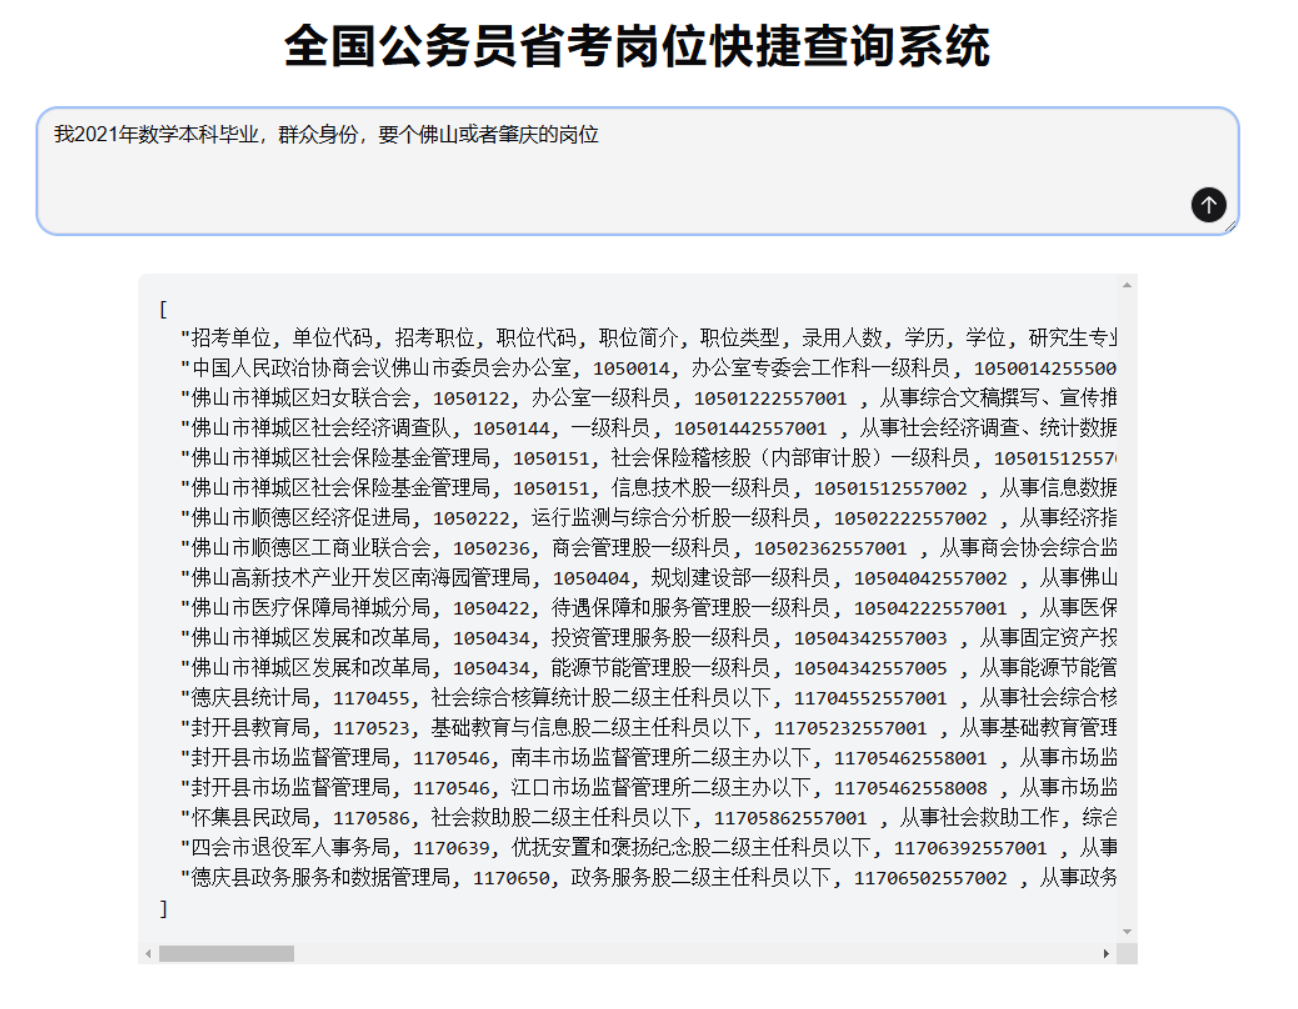 全国公务员省考岗位快捷查询系统
我2021年数学本科毕业，群众身份，要个佛山或者肇庆的岗位
[
"招考单位, 单位代码, 招考职位, 职位代码, 职位简介, 职位类型, 录用人数, 学历, 学位, 研究生专业
"中国人民政治协商会议佛山市委员会办公室, 1050014, 办公室专委会工作科一级科员, 1050014255500
"佛山市禅城区妇女联合会, 1050122, 办公室一级科员, 10501222557001 , 从事综合文稿撰写、宣传推
"佛山市禅城区社会经济调查队, 1050144, 一级科员, 10501442557001 , 从事社会经济调查、统计数据
"佛山市禅城区社会保险基金管理局, 1050151, 社会保险稽核股（内部审计股）一级科员, 105015125570
"佛山市禅城区社会保险基金管理局, 1050151, 信息技术股一级科员, 10501512557002 , 从事信息数据
"佛山市顺德区经济促进局, 1050222, 运行监测与综合分析股一级科员, 10502222557002 , 从事经济指
"佛山市顺德区工商业联合会, 1050236, 商会管理股一级科员, 10502362557001 , 从事商会协会综合监
"佛山高新技术产业开发区南海园管理局, 1050404, 规划建设部一级科员, 10504042557002 , 从事佛山
"佛山市医疗保障局禅城分局, 1050422, 待遇保障和服务管理股一级科员, 10504222557001 , 从事医保
"佛山市禅城区发展和改革局, 1050434, 投资管理服务股一级科员, 10504342557003 , 从事固定资产投
"佛山市禅城区发展和改革局, 1050434, 能源节能管理股一级科员, 10504342557005 , 从事能源节能管
"德庆县统计局, 1170455, 社会综合核算统计股二级主任科员以下, 11704552557001 , 从事社会综合核
"封开县教育局, 1170523, 基础教育与信息股二级主任科员以下, 11705232557001 , 从事基础教育管理
"封开县市场监督管理局, 1170546, 南丰市场监督管理所二级主办以下, 11705462558001 , 从事市场监
"封开县市场监督管理局, 1170546, 江口市场监督管理所二级主办以下, 11705462558008 , 从事市场监
"怀集县民政局, 1170586, 社会救助股二级主任科员以下, 11705862557001 , 从事社会救助工作, 综合
"四会市退役军人事务局, 1170639, 优抚安置和褒扬纪念股二级主任科员以下, 11706392557001 , 从事
"德庆县政务服务和数据管理局, 1170650, 政务服务股二级主任科员以下, 11706502557002 , 从事政务
]